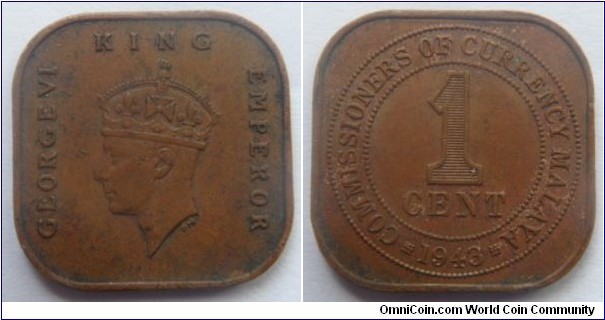 GEORGE VI KING EMPEROR
COMMISSIONERS OF CURRENCY MALAYA
1
CENT
1943
OmniCoin.com World Coin Community